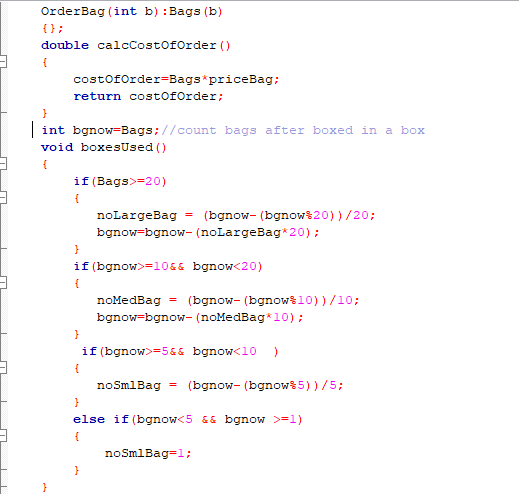 OrderBag(int b):Bags(b)
{};
double calcCostOfOrder()
{
costOfOrder=Bags*priceBag;
return costOfOrder;
}
int bgnow=Bags;//count bags after boxed in a box
void boxesUsed()
{
if(Bags>=20)
{
noLargeBag = (bgnow-(bgnow%20))/20;
bgnow=bgnow-(noLargeBag*20);
}
if(bgnow>=10&& bgnow<20)
{
noMedBag = (bgnow-(bgnow%10))/10;
bgnow=bgnow-(noMedBag*10);
}
if(bgnow>=5&& bgnow<10  )
{
noSmlBag = (bgnow-(bgnow%5))/5;
}
else if(bgnow<5 && bgnow >=1)
{
noSmlBag=1;
}
}